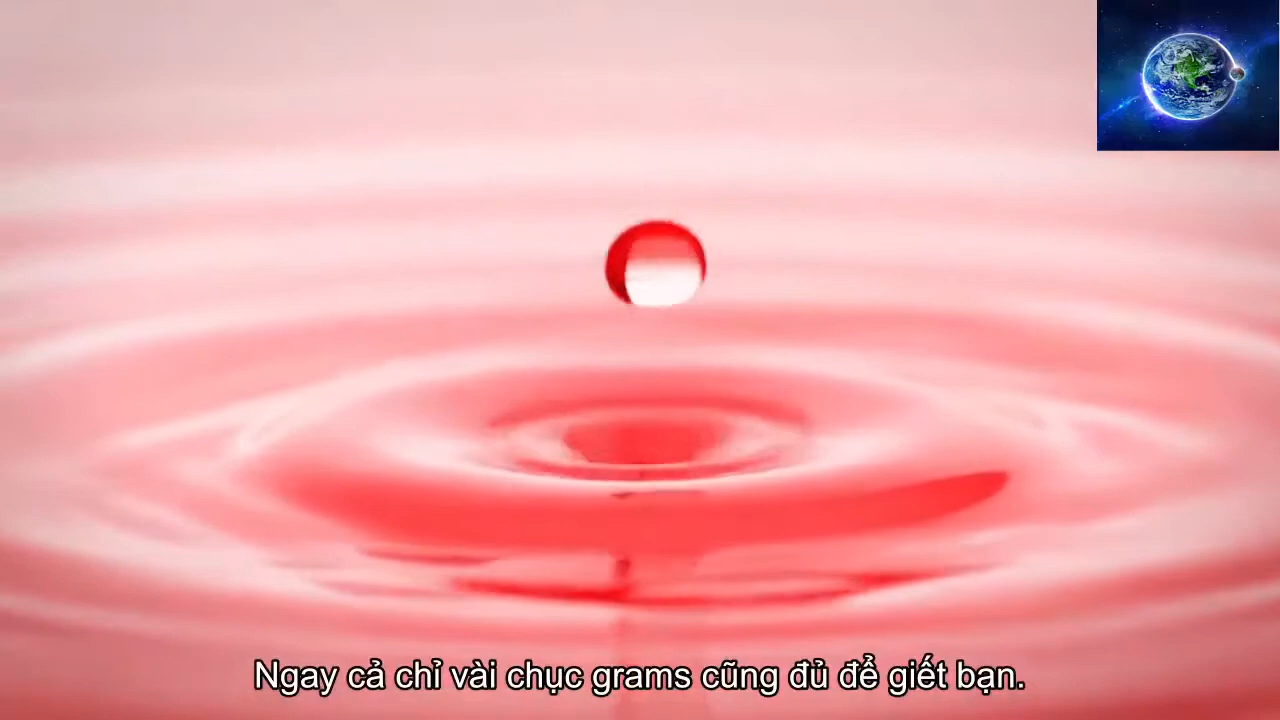 Ngay cả chỉ vài chục grams cũng đủ để giết bạn.